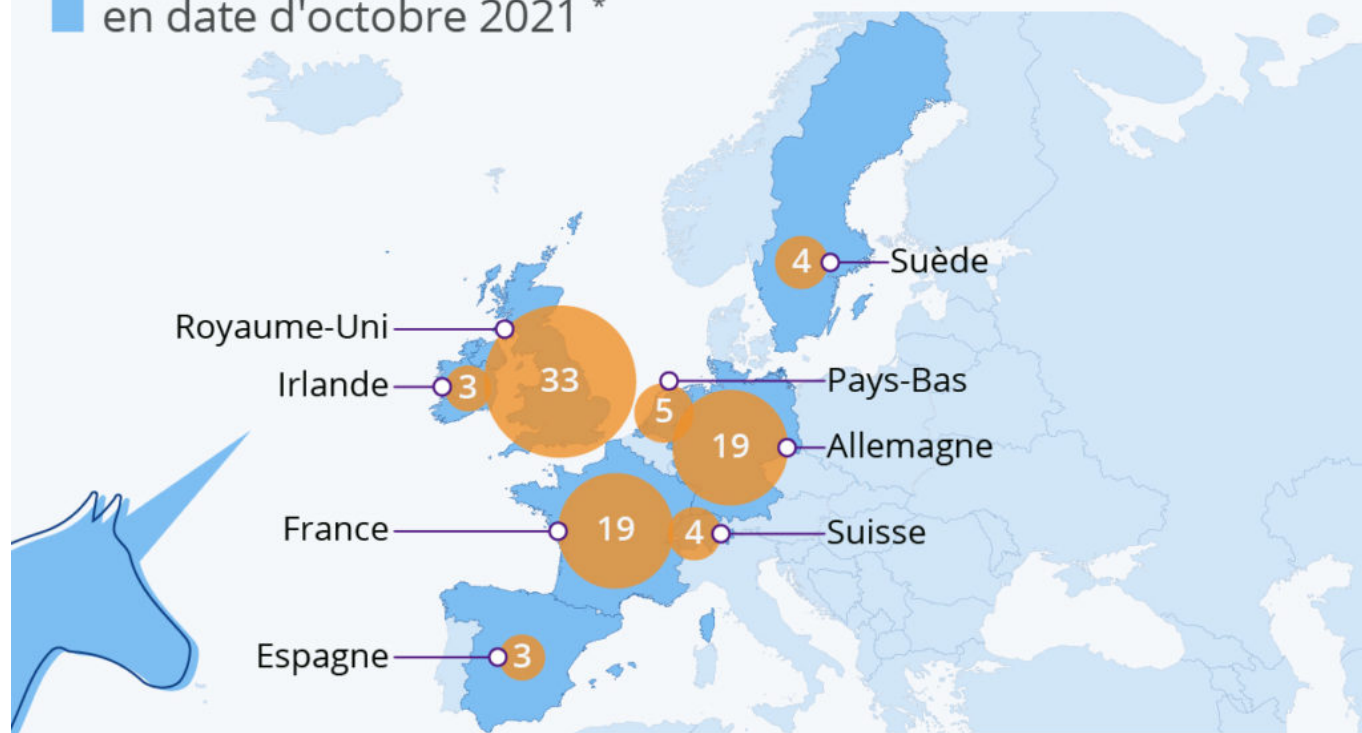 en date d'octobre 2021 *
4 Suède
Royaume-Uni
33
Irlande
3
Pays-Bas
5
Allemagne
19
France
19
4
Suisse
Espagne
3